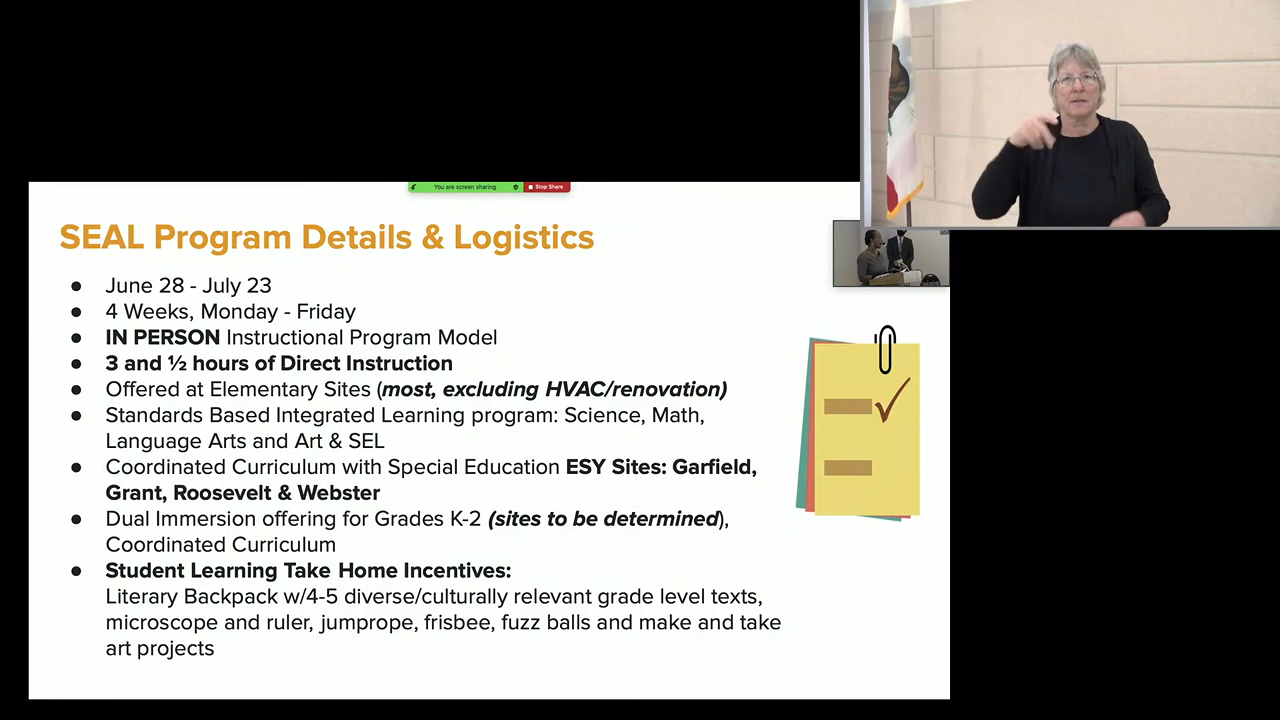 You are screen sharing
Stop Share
SEAL Program Details & Logistics
● June 28 - July 23
● 4 Weeks, Monday - Friday
● IN PERSON Instructional Program Model
● 3 and ½ hours of Direct Instruction
● Offered at Elementary Sites (most, excluding HVAC/renovation)
● Standards Based Integrated Learning program: Science, Math,
Language Arts and Art & SEL
● Coordinated Curriculum with Special Education ESY Sites: Garfield,
Grant, Roosevelt & Webster
● Dual Immersion offering for Grades K-2 (sites to be determined),
Coordinated Curriculum
● Student Learning Take Home Incentives:
Literary Backpack w/4-5 diverse/culturally relevant grade level texts,
microscope and ruler, jumprope, frisbee, fuzz balls and make and take
art projects